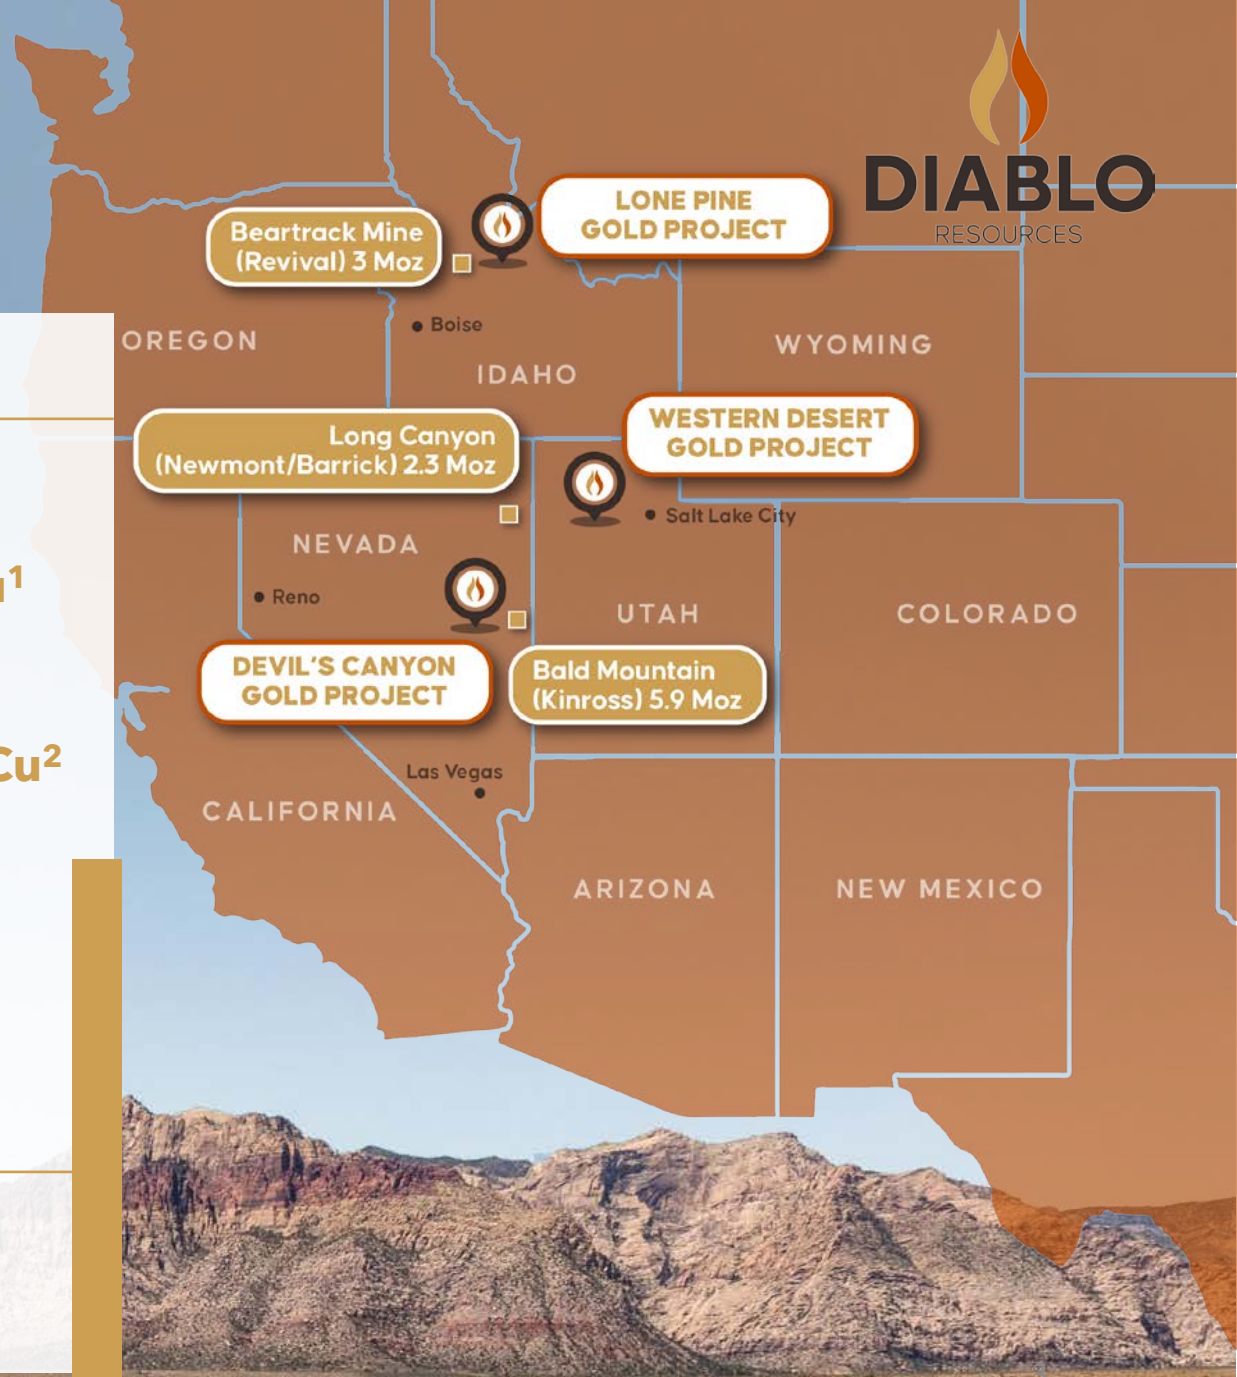 DIABLO
RESOURCES
LONE PINE
GOLD PROJECT
Beartrack Mine
(Revival) 3 Moz
Boise
OREGON
WYOMING
IDAHO
WESTERN DESERT
GOLD PROJECT
Long Canyon
(Newmont/Barrick) 2.3 Moz
Salt Lake City
NEVADA
Reno
UTAH
COLORADO
DEVIL'S CANYON
GOLD PROJECT
Bald Mountain
(Kinross) 5.9 Moz
Cu²
Las Vegas
CALIFORNIA
ARIZONA
NEW MEXICO